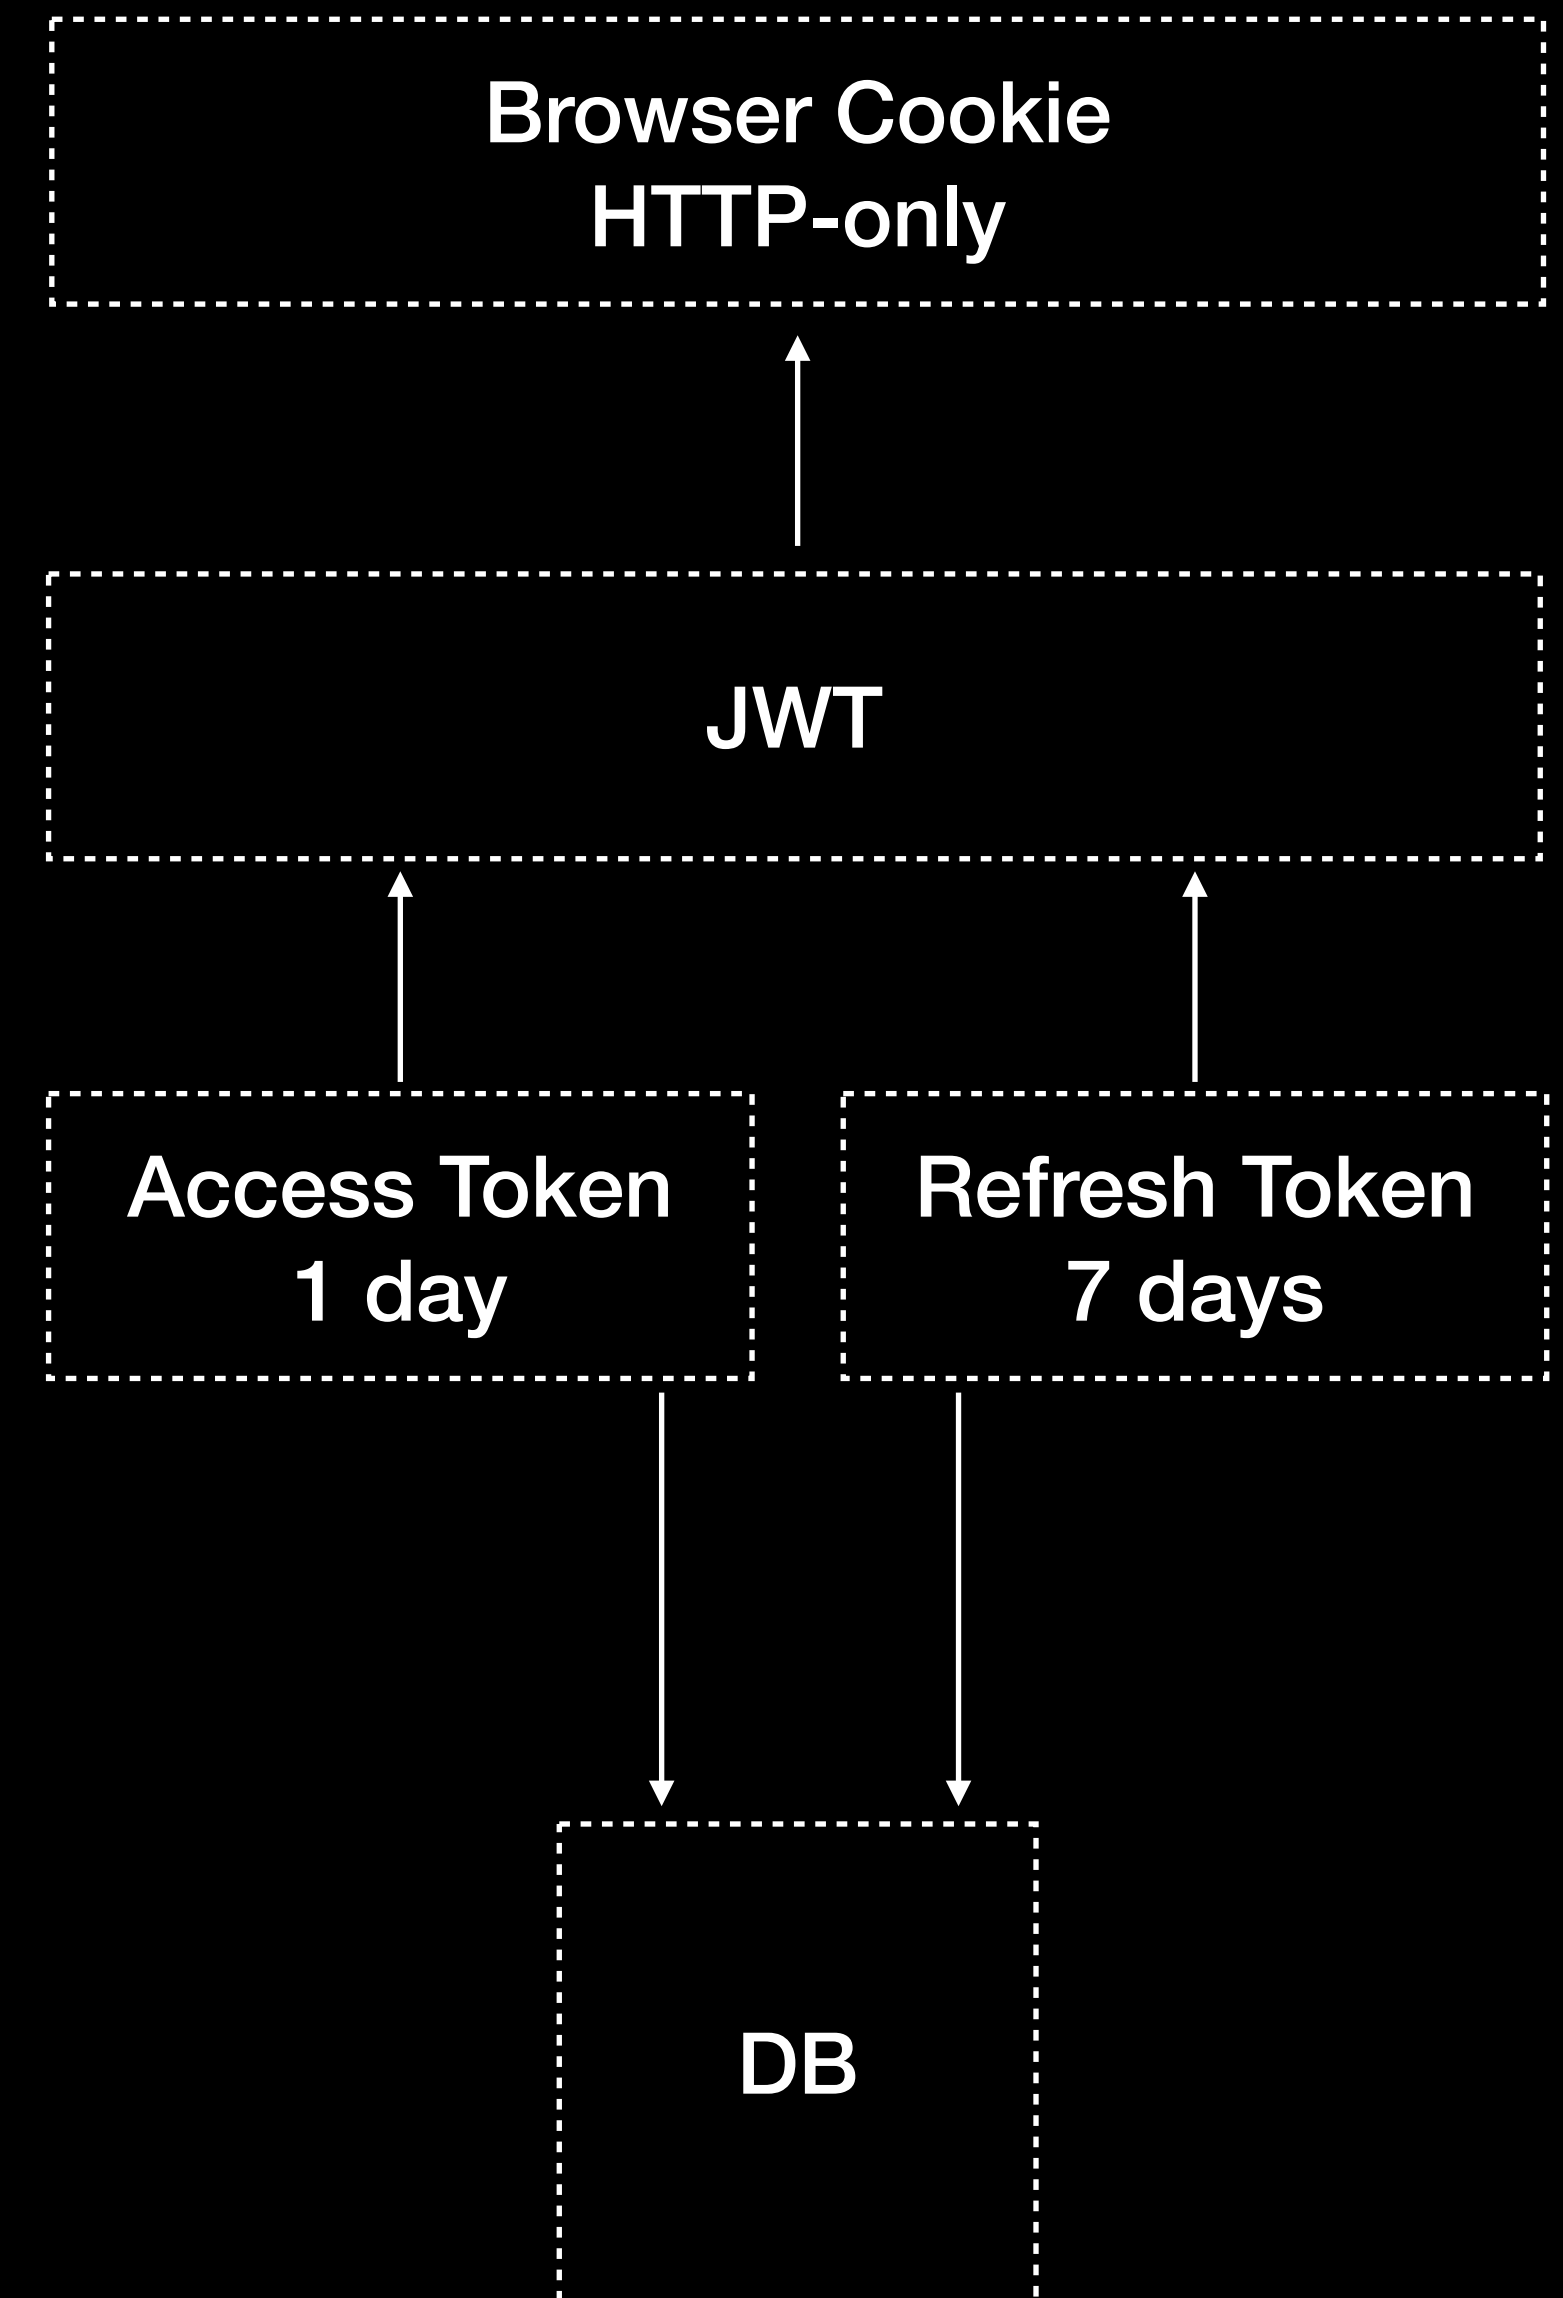 Browser Cookie
HTTP-only
JWT
Access Token
1 day
Refresh Token
7 days
DB